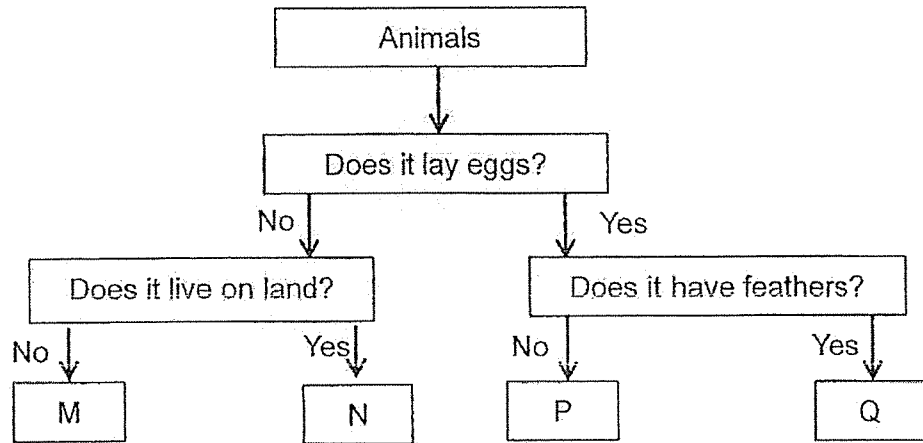 Animals
Does it lay eggs?
No Yes
Does it live on land? Does it have feathers?
No Yes No Yes
M N P Q